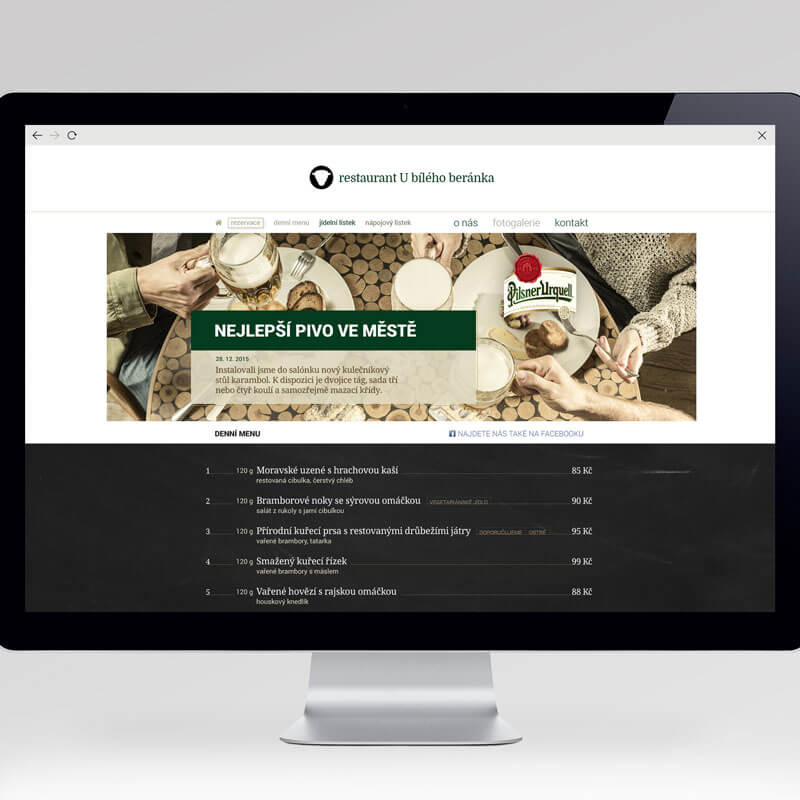 restaurant U bílého beránka
rezervace denní menu jídelní lístek nápojový lístek o nás fotogalerie kontakt
Pilsner Urquell
NEJLEPŠÍ PIVO VE MĚSTĚ
28. 12. 2015
Instalovali jsme do salónku nový kulečníkový
stůl karambol. K dispozici je dvojice tág, sada tří
nebo čtyř koulí a samozřejmě mazací křídy.
DENNÍ MENU NAJDETE NÁS TAKÉ NA FACEBOOKU
1 120 g Moravské uzené s hrachovou kaší 85 Kč
restovaná cibulka, čerstvý chléb
2 120 g Bramborové noky se sýrovou omáčkou VEGETARIÁNSKÉ JÍDLO 90 Kč
salát z rukoly s jarní cibulkou
3 120 g Přírodní kuřecí prsa s restovanými drůbežími játry DOPORUČUJEME OSTRÉ 95 Kč
vařené brambory, tatarka
4 120 g Smažený kuřecí řízek 99 Kč
vařené brambory s máslem
5 120 g Vařené hovězí s rajskou omáčkou 88 Kč
houskový knedlík